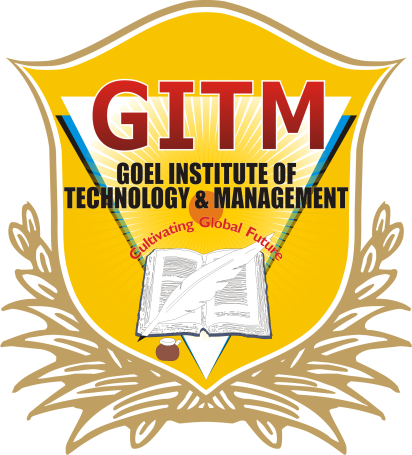 GITM
GOEL INSTITUTE OF
TECHNOLOGY & MANAGEMENT
Cultivating Global Future